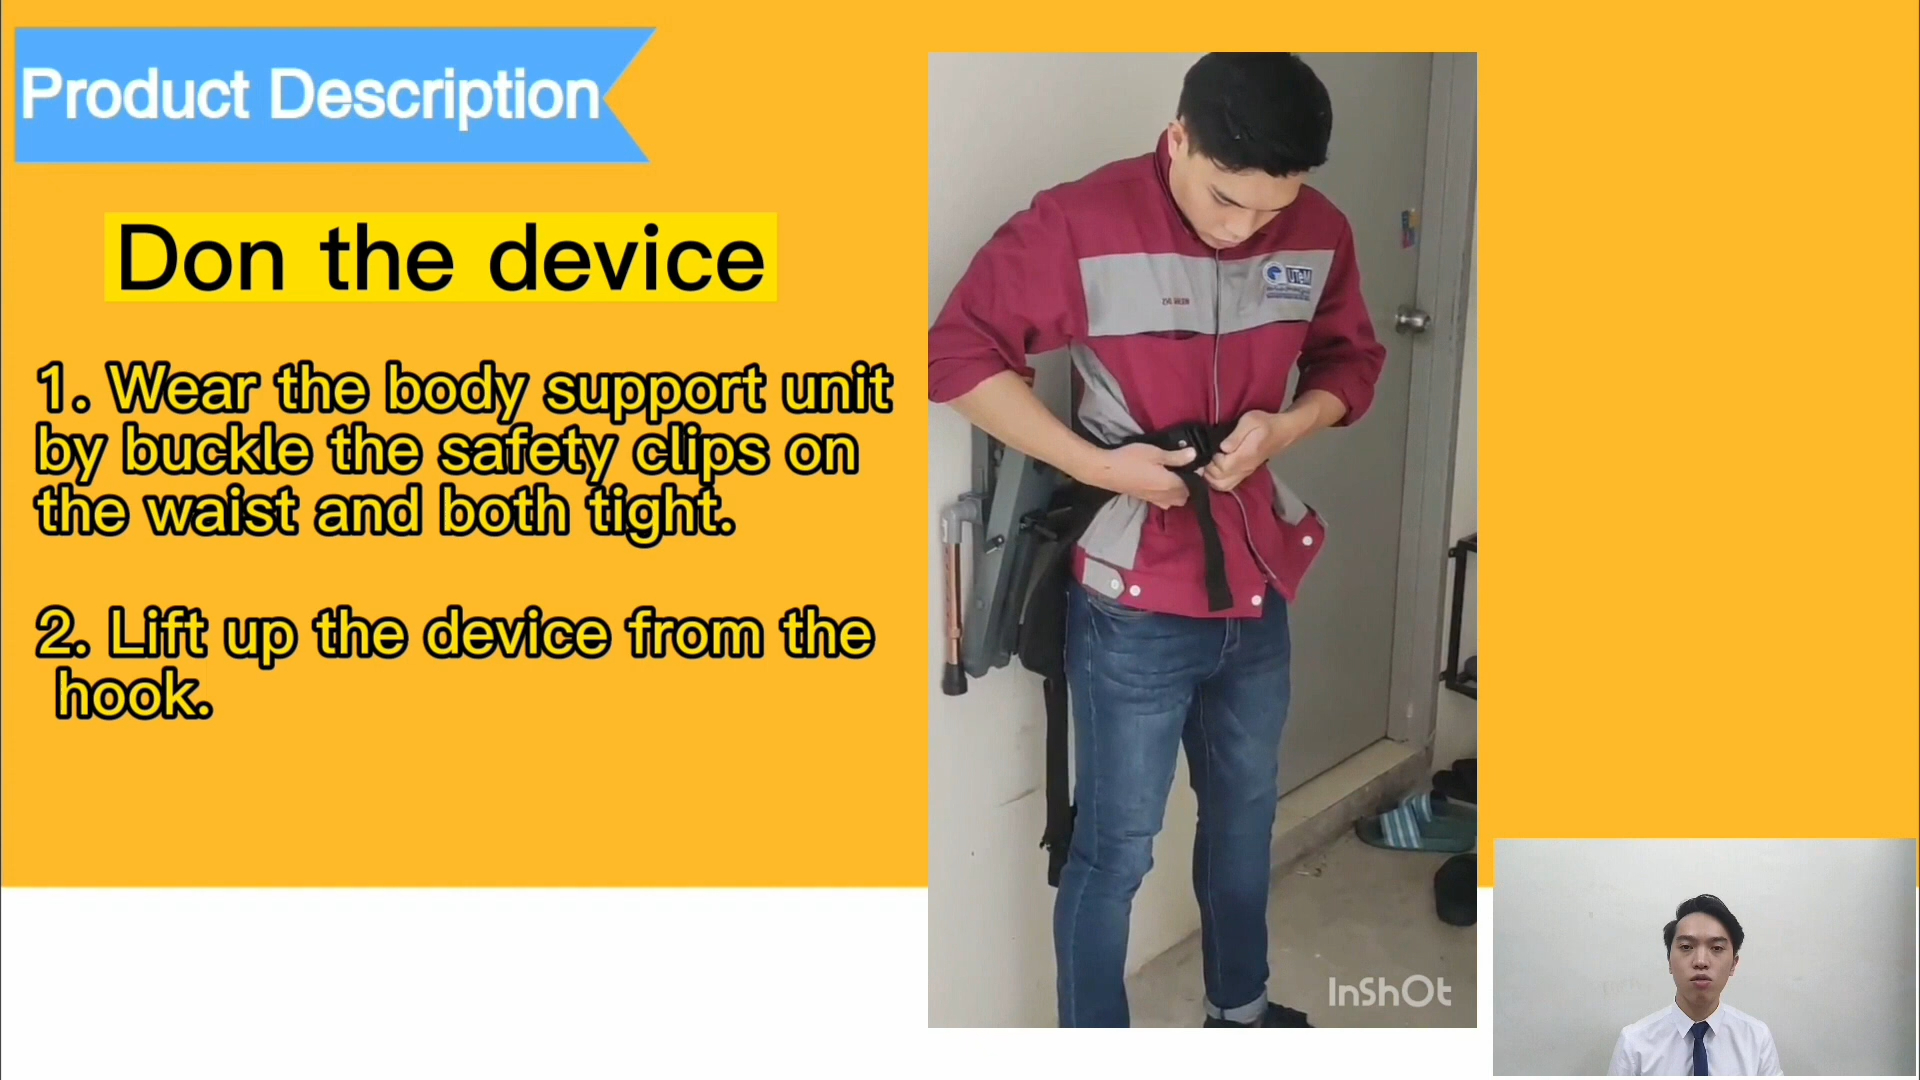 Product Description
Don the device
1. Wear the body support unit
by buckle the safety clips on
the waist and both tight.
2. Lift up the device from the
hook.
UTeM
InShOt